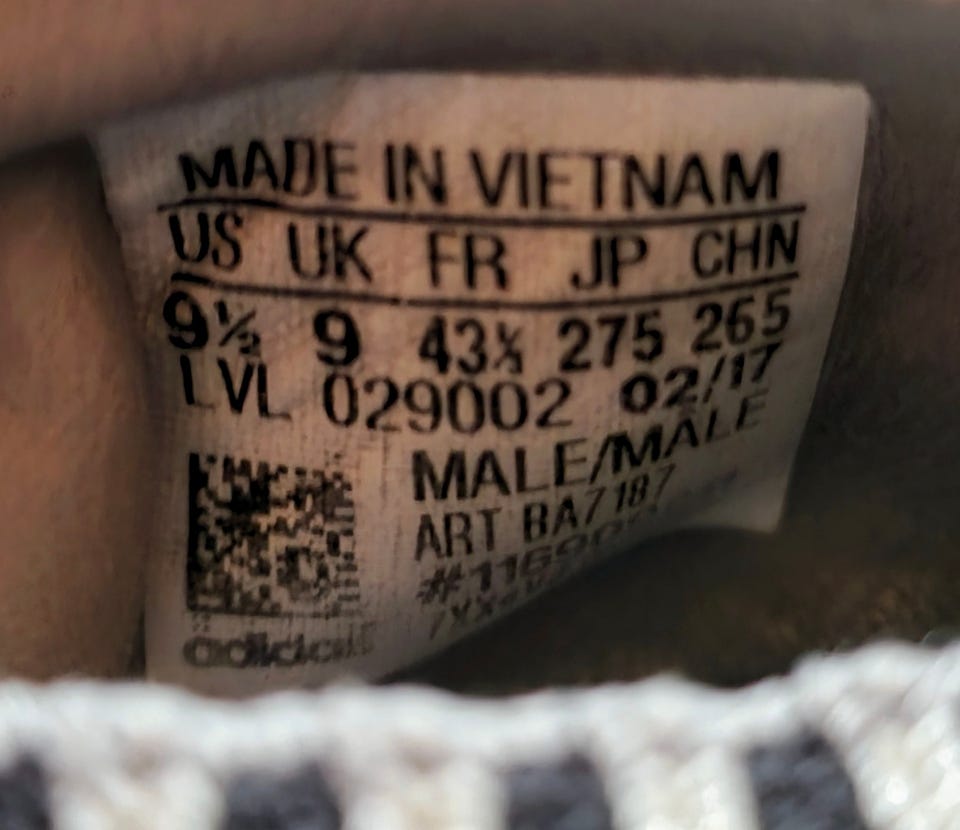 MADE IN VIETNAM
US UK FR JP CHN
9½ 9 43⅓ 275 265
LVL 029002 02/17
MALE/MALE
ART BA7187
adidas